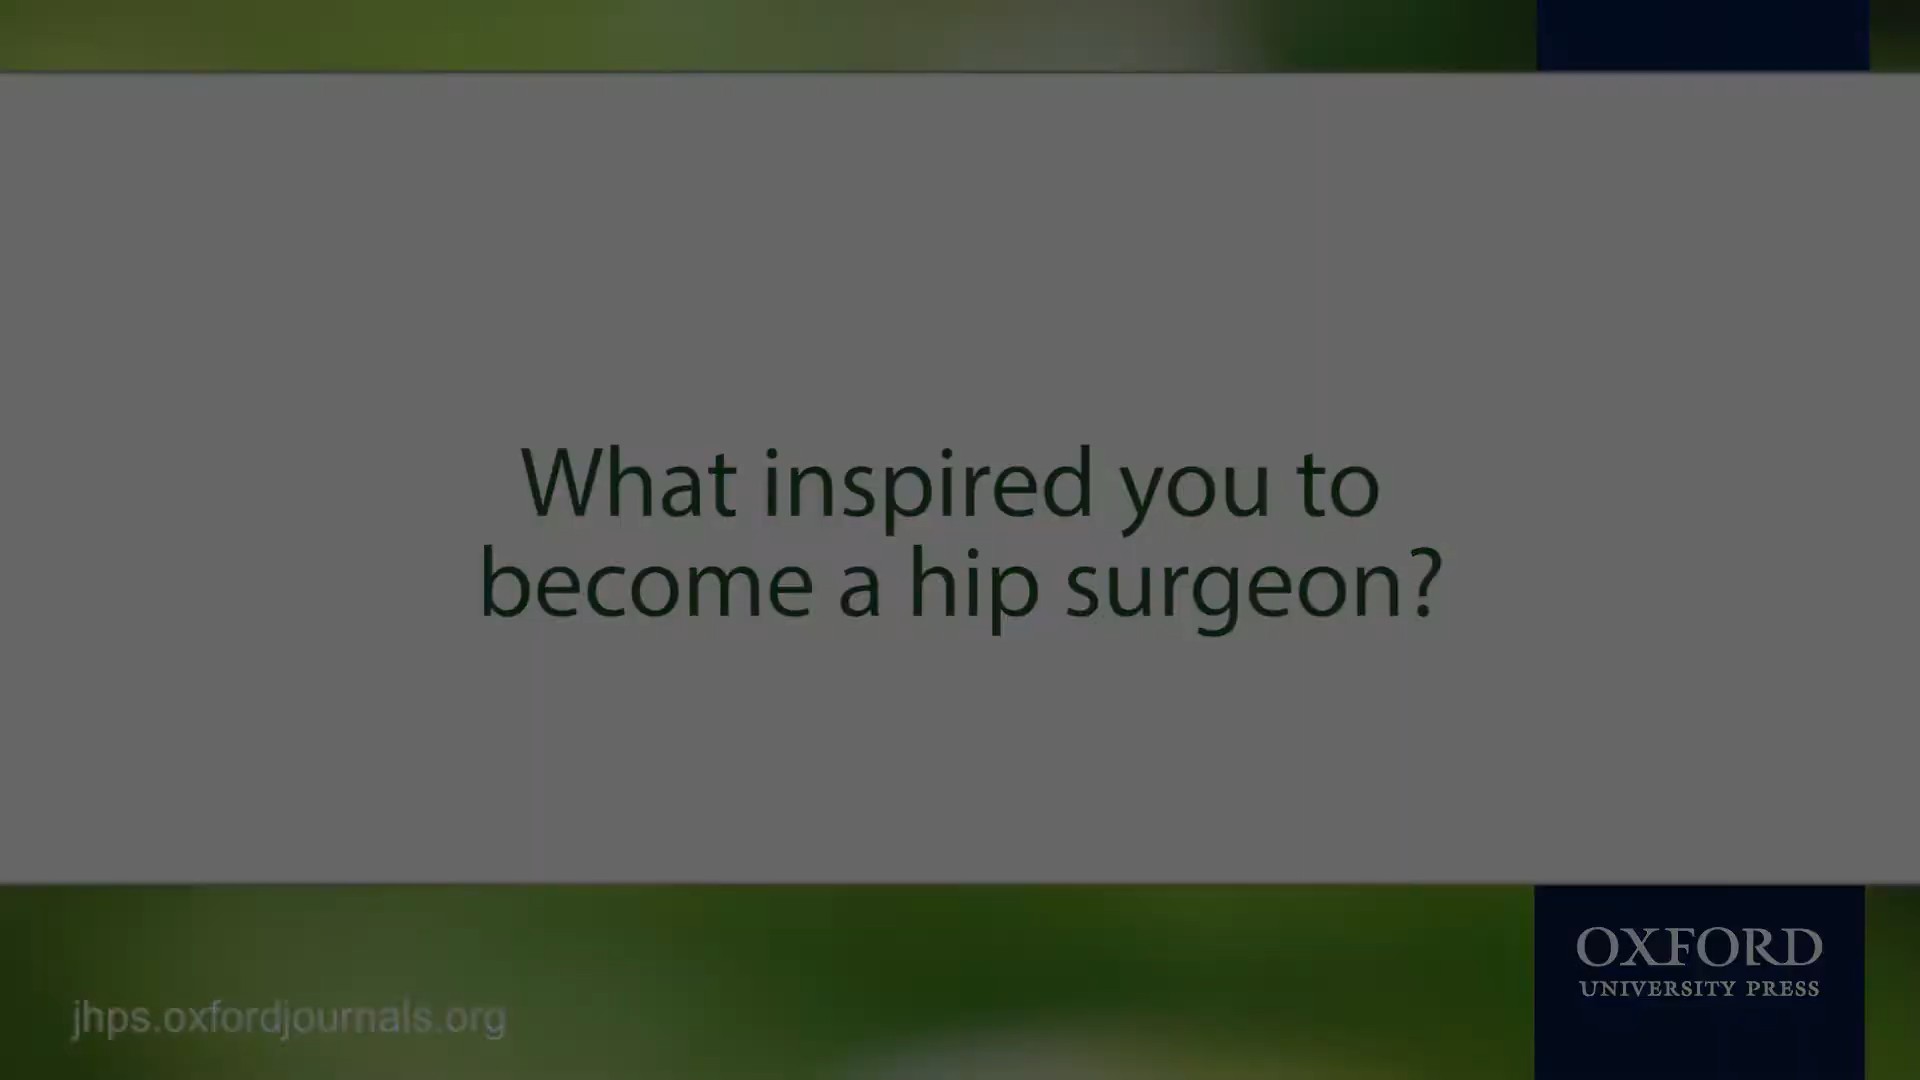 What inspired you to
become a hip surgeon?
OXFORD
UNIVERSITY PRESS
jhps.oxfordjournals.org